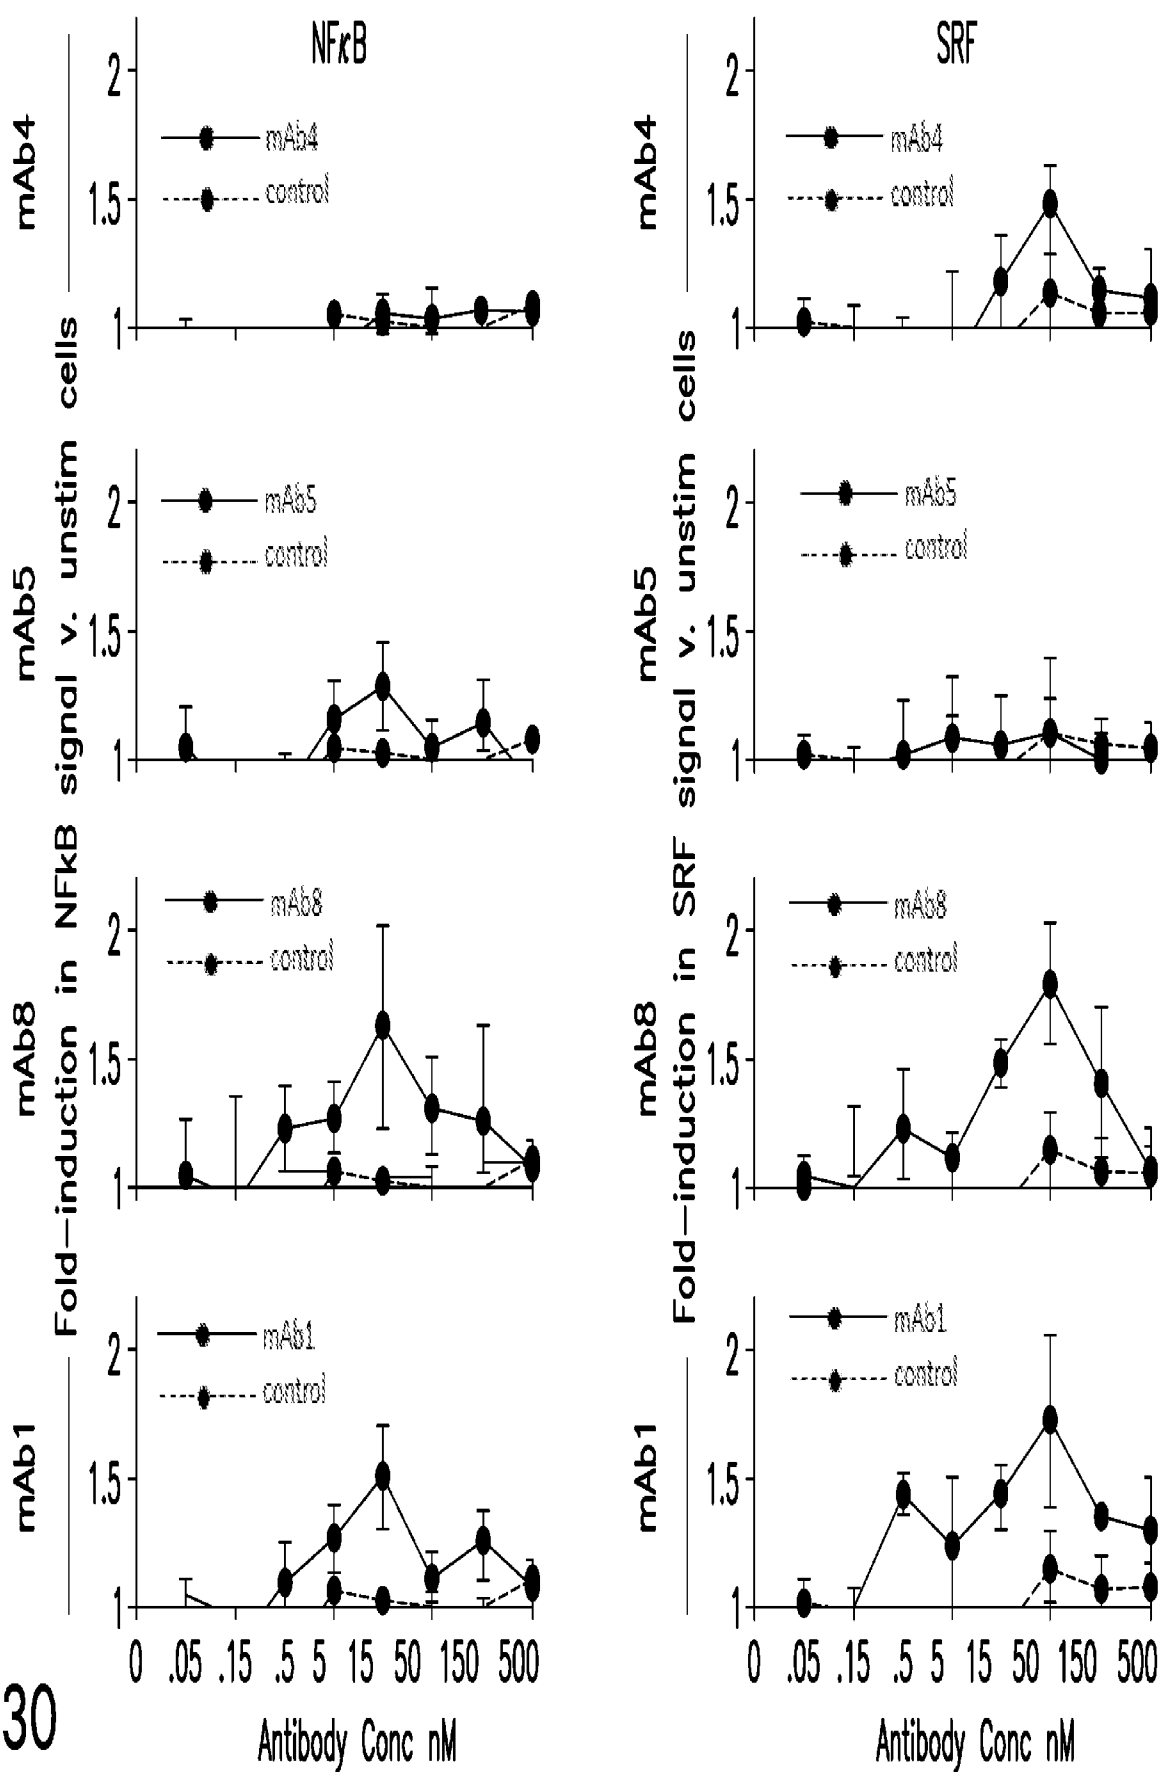 NFκB
mAb4
2
1.5
1
mAb4
control
SRF
mAb4
2
1.5
1
mAb4
control
mAb5
2
1.5
1
mAb5
control
mAb5
2
1.5
1
mAb5
control
mAb8
2
1.5
1
mAb8
control
mAb8
2
1.5
1
mAb8
control
mAb1
2
1.5
1
mAb1
control
mAb1
2
1.5
1
mAb1
control
Fold-induction in NFkB signal v. unstim cells
Fold-induction in SRF signal v. unstim cells
0 .05 .15 .5 5 15 50 150 500
0 .05 .15 .5 5 15 50 150 500
Antibody Conc nM
Antibody Conc nM
30